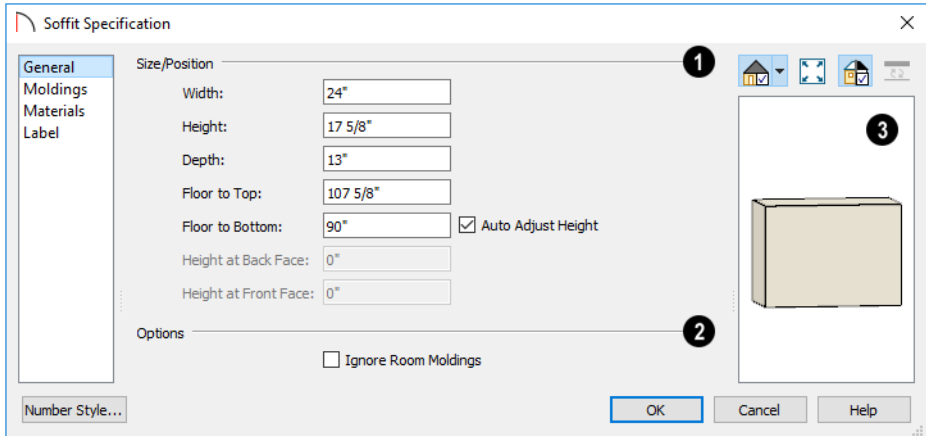 Soffit Specification
General
Moldings
Materials
Label
Size/Position
1
Width: 24"
Height: 17 5/8"
Depth: 13"
Floor to Top: 107 5/8"
Floor to Bottom: 90" Auto Adjust Height
Height at Back Face: 0"
Height at Front Face: 0"
Options
2
Ignore Room Moldings
3
Number Style...
OK
Cancel
Help